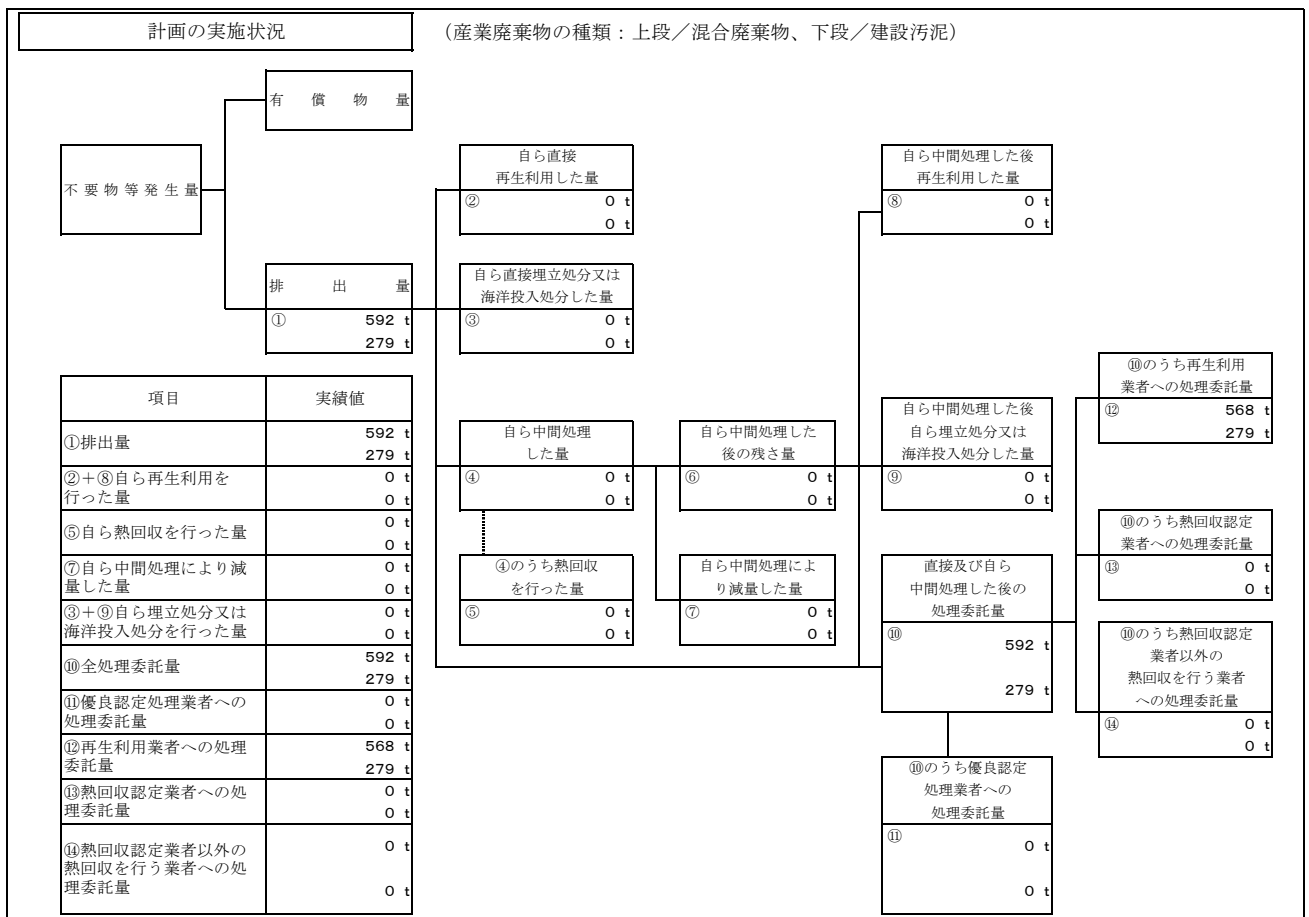 計画の実施状況
(産業廃棄物の種類：上段／混合廃棄物、下段／建設汚泥)
有償物量
不要物等発生量
排出量
① 592 t
279 t
自ら直接
再生利用した量
② 0 t
0 t
自ら直接埋立処分又は
海洋投入処分した量
③ 0 t
0 t
自ら中間処理した後
再生利用した量
⑧ 0 t
0 t
項目 実績値
①排出量 592 t
279 t
②＋⑧自ら再生利用を
行った量
0 t
0 t
⑤自ら熱回収を行った量
0 t
0 t
⑦自ら中間処理により減
量した量
0 t
0 t
③＋⑨自ら埋立処分又は
海洋投入処分を行った量
0 t
0 t
⑩全処理委託量
592 t
279 t
⑪優良認定処理業者への
処理委託量
0 t
0 t
⑫再生利用業者への処理
委託量
568 t
279 t
⑬熱回収認定業者への処
理委託量
0 t
0 t
⑭熱回収認定業者以外の
熱回収を行う業者への処
理委託量
0 t
0 t
自ら中間処理
した量
④ 0 t
0 t
④のうち熱回収
を行った量
⑤ 0 t
0 t
自ら中間処理した
後の残さ量
⑥ 0 t
0 t
自ら中間処理によ
り減量した量
⑦ 0 t
0 t
自ら中間処理した後
自ら埋立処分又は
海洋投入処分した量
⑨ 0 t
0 t
直接及び自ら
中間処理した後の
処理委託量
⑩
592 t
279 t
⑩のうち優良認定
処理業者への
処理委託量
⑪
0 t
0 t
⑩のうち再生利用
業者への処理委託量
⑫ 568 t
279 t
⑩のうち熱回収認定
業者への処理委託量
⑬ 0 t
0 t
⑩のうち熱回収認定
業者以外の
熱回収を行う業者
への処理委託量
⑭ 0 t
0 t